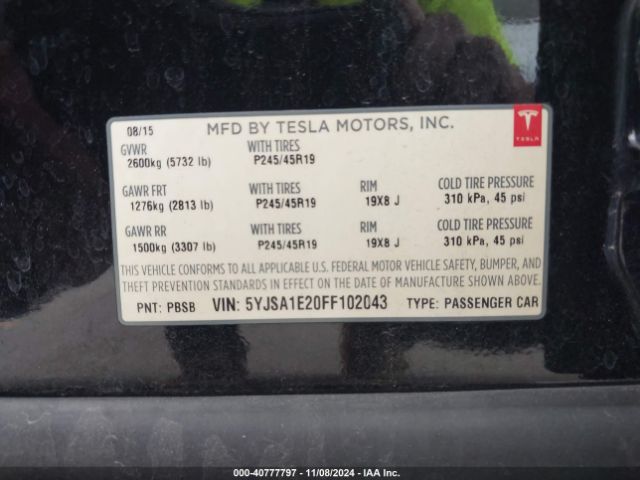 08/15 MFD BY TESLA MOTORS, INC. TESLA
GVWR WITH TIRES
2600kg (5732 lb) P245/45R19
GAWR FRT WITH TIRES RIM COLD TIRE PRESSURE
1276kg (2813 lb) P245/45R19 19X8 J 310 kPa, 45 psi
GAWR RR WITH TIRES RIM COLD TIRE PRESSURE
1500kg (3307 lb) P245/45R19 19X8 J 310 kPa, 45 psi
THIS VEHICLE CONFORMS TO ALL APPLICABLE U.S. FEDERAL MOTOR VEHICLE SAFETY, BUMPER, AND
THEFT PREVENTION STANDARDS IN EFFECT ON THE DATE OF MANUFACTURE SHOWN ABOVE.
PNT: PBSB VIN: 5YJSA1E20FF102043 TYPE: PASSENGER CAR
000-40777797 - 11/08/2024 - IAA Inc.